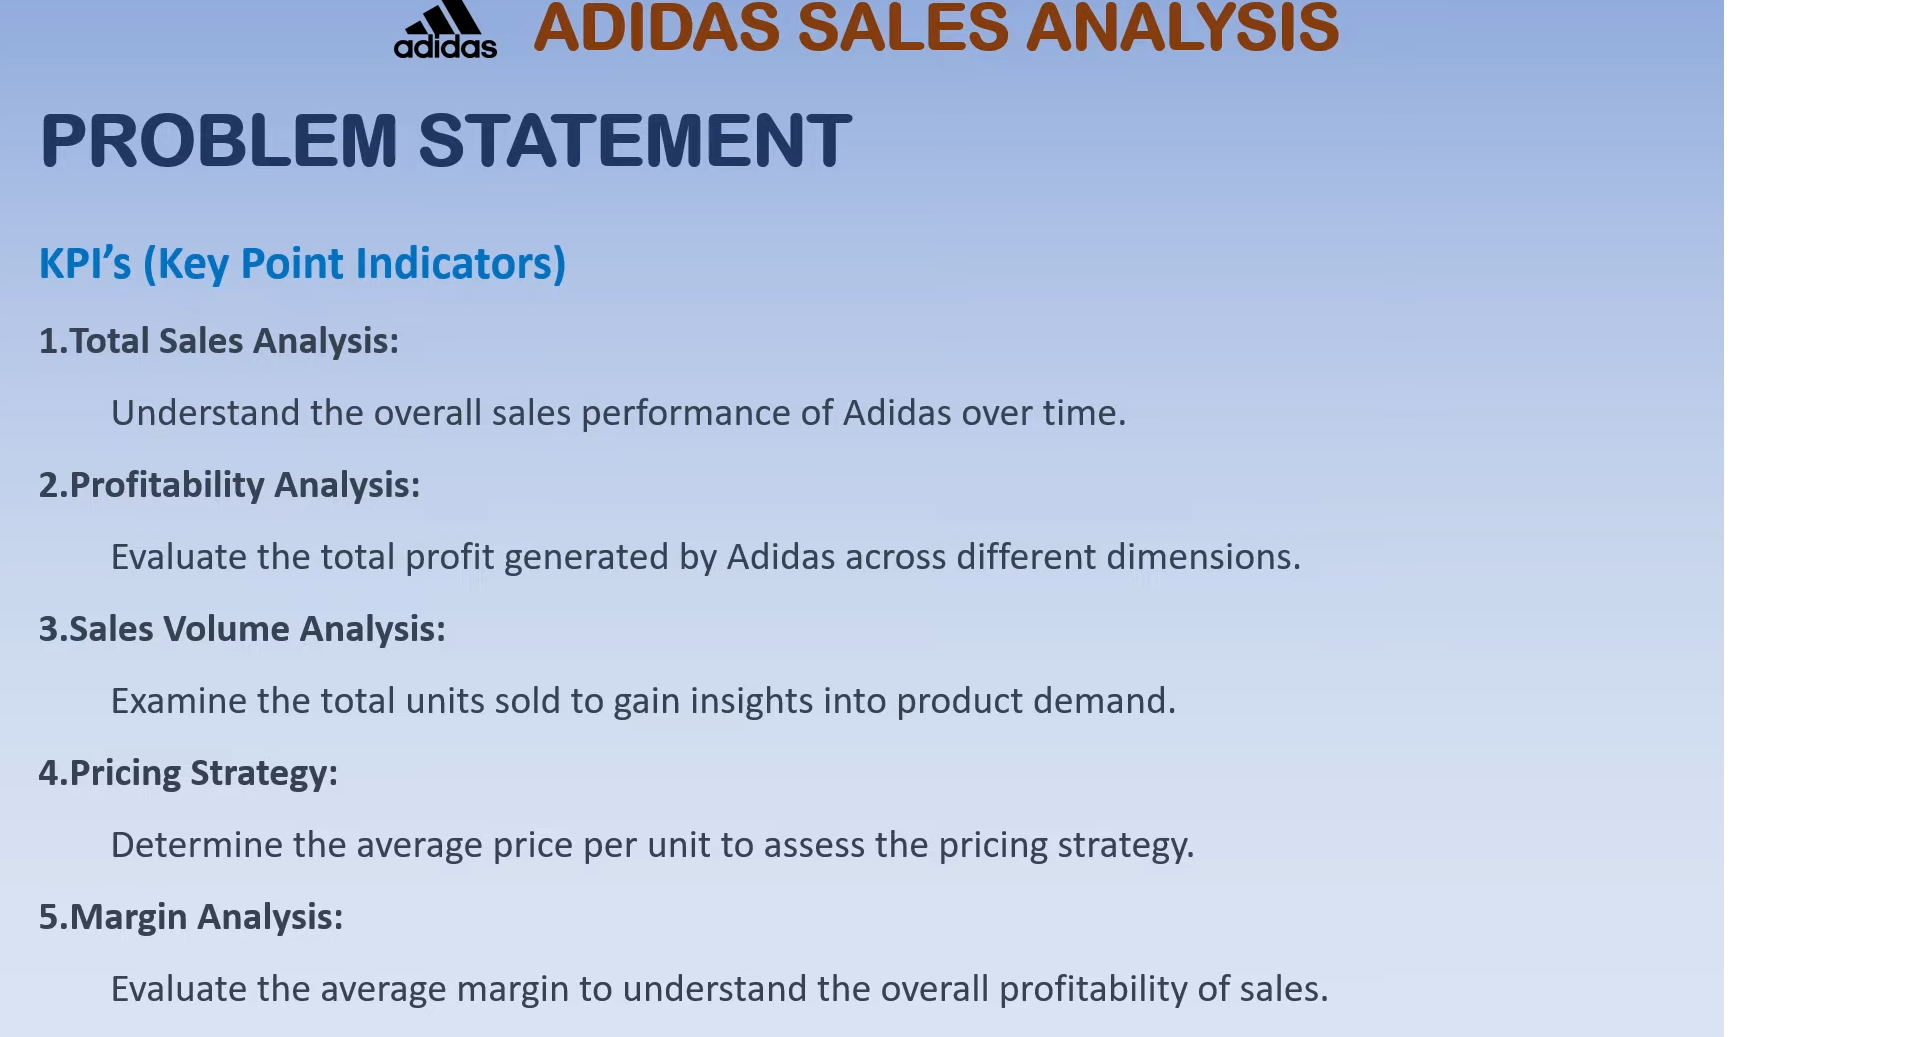 adidas ADIDAS SALES ANALYSIS
PROBLEM STATEMENT
KPI’s (Key Point Indicators)
1.Total Sales Analysis:
Understand the overall sales performance of Adidas over time.
2.Profitability Analysis:
Evaluate the total profit generated by Adidas across different dimensions.
3.Sales Volume Analysis:
Examine the total units sold to gain insights into product demand.
4.Pricing Strategy:
Determine the average price per unit to assess the pricing strategy.
5.Margin Analysis:
Evaluate the average margin to understand the overall profitability of sales.